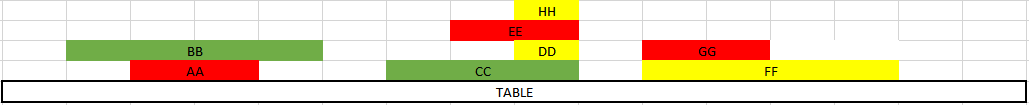 HH
EE
BB DD GG
AA CC FF
TABLE